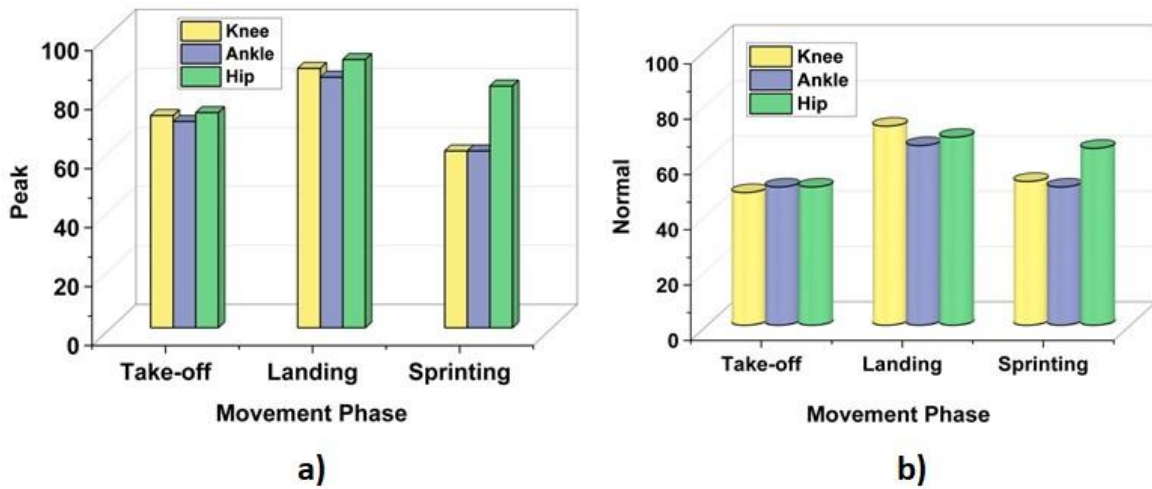 Knee
Ankle
Hip
100
80
60
40
20
0
Peak
Take-off Landing Sprinting
Movement Phase
a)
Knee
Ankle
Hip
100
80
60
40
20
0
Normal
Take-off Landing Sprinting
Movement Phase
b)